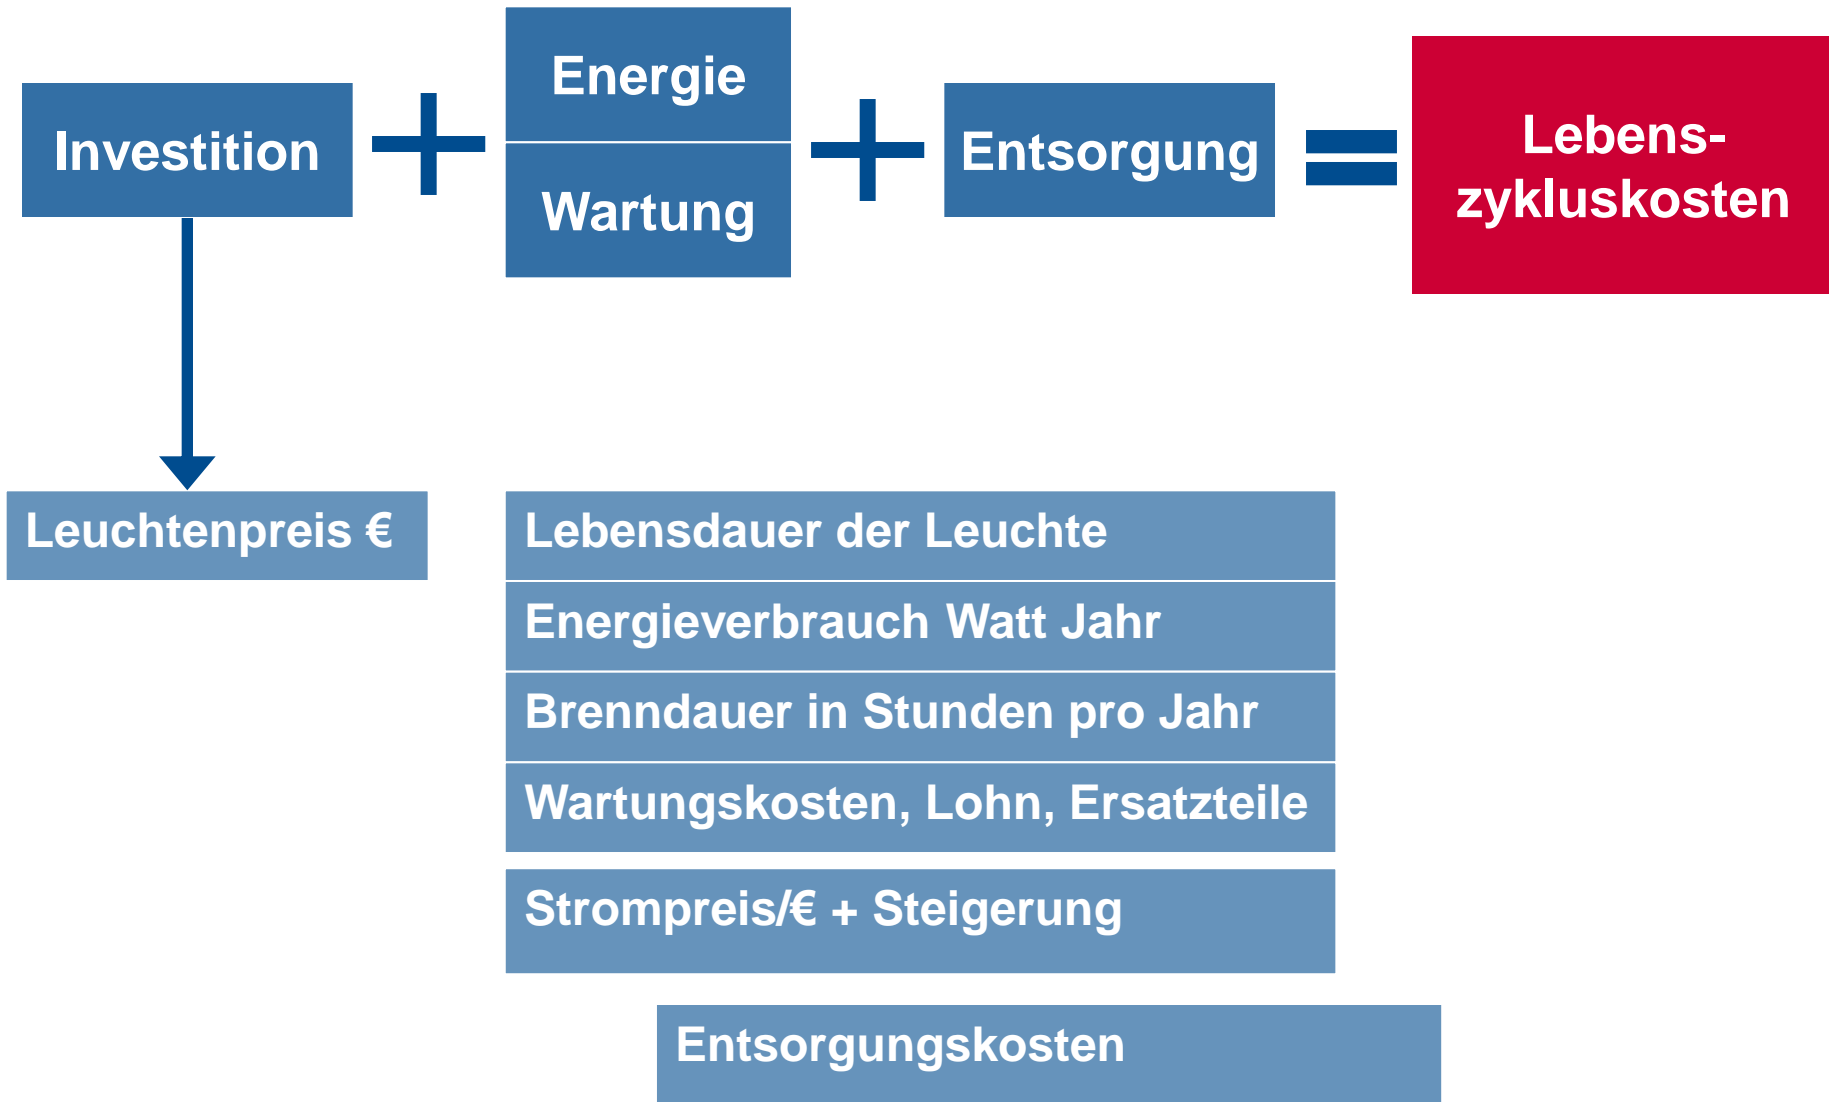 Investition
Energie
Wartung
Entsorgung
Lebens-
zykluskosten
Leuchtenpreis €
Lebensdauer der Leuchte
Energieverbrauch Watt Jahr
Brenndauer in Stunden pro Jahr
Wartungskosten, Lohn, Ersatzteile
Strompreis/€ + Steigerung
Entsorgungskosten